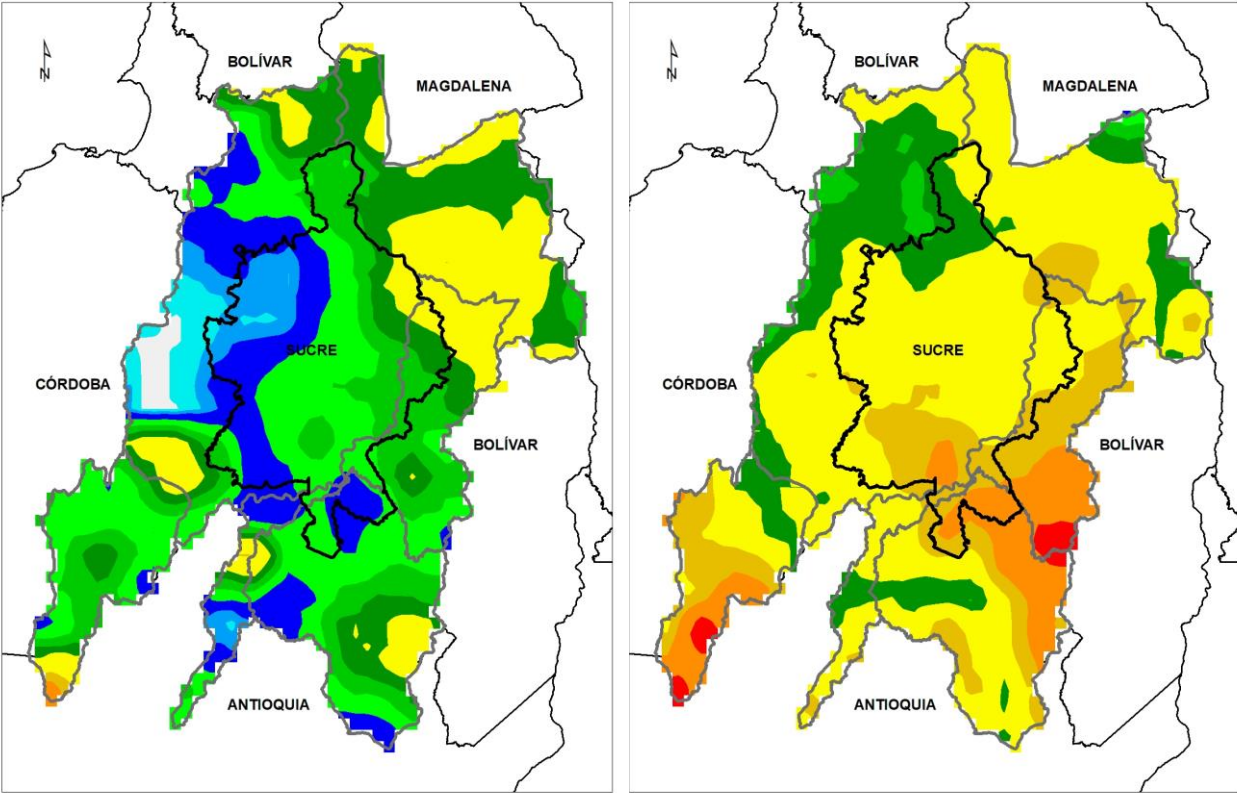 N
BOLÍVAR
MAGDALENA
SUCRE
CÓRDOBA
BOLÍVAR
ANTIOQUIA
N
BOLÍVAR
MAGDALENA
SUCRE
CÓRDOBA
BOLÍVAR
ANTIOQUIA